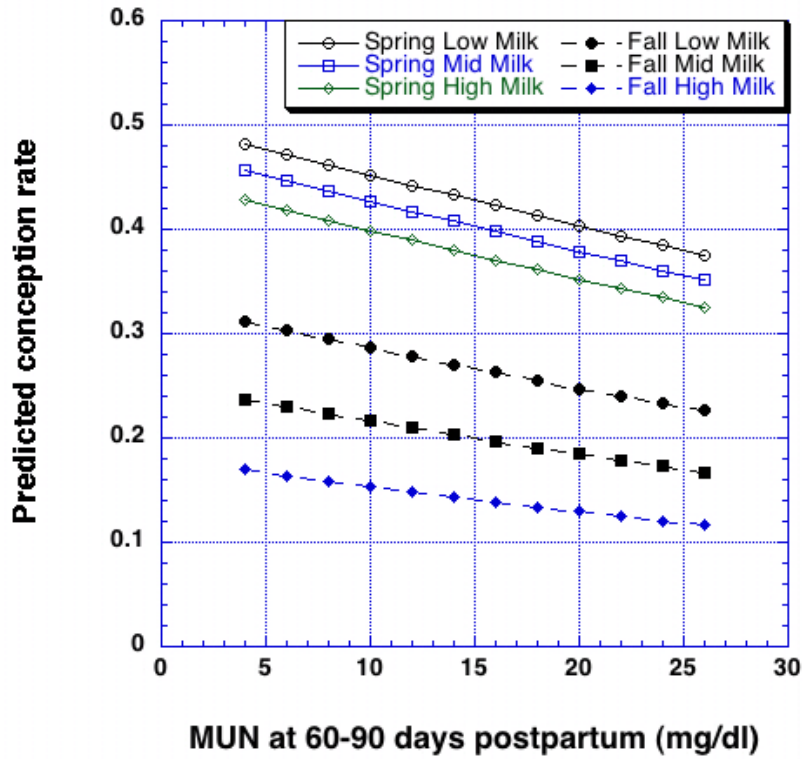 0.6
0.5
0.4
0.3
0.2
0.1
0
Predicted conception rate
Spring Low Milk
Spring Mid Milk
Spring High Milk
Fall Low Milk
Fall Mid Milk
Fall High Milk
0 5 10 15 20 25 30
MUN at 60-90 days postpartum (mg/dl)